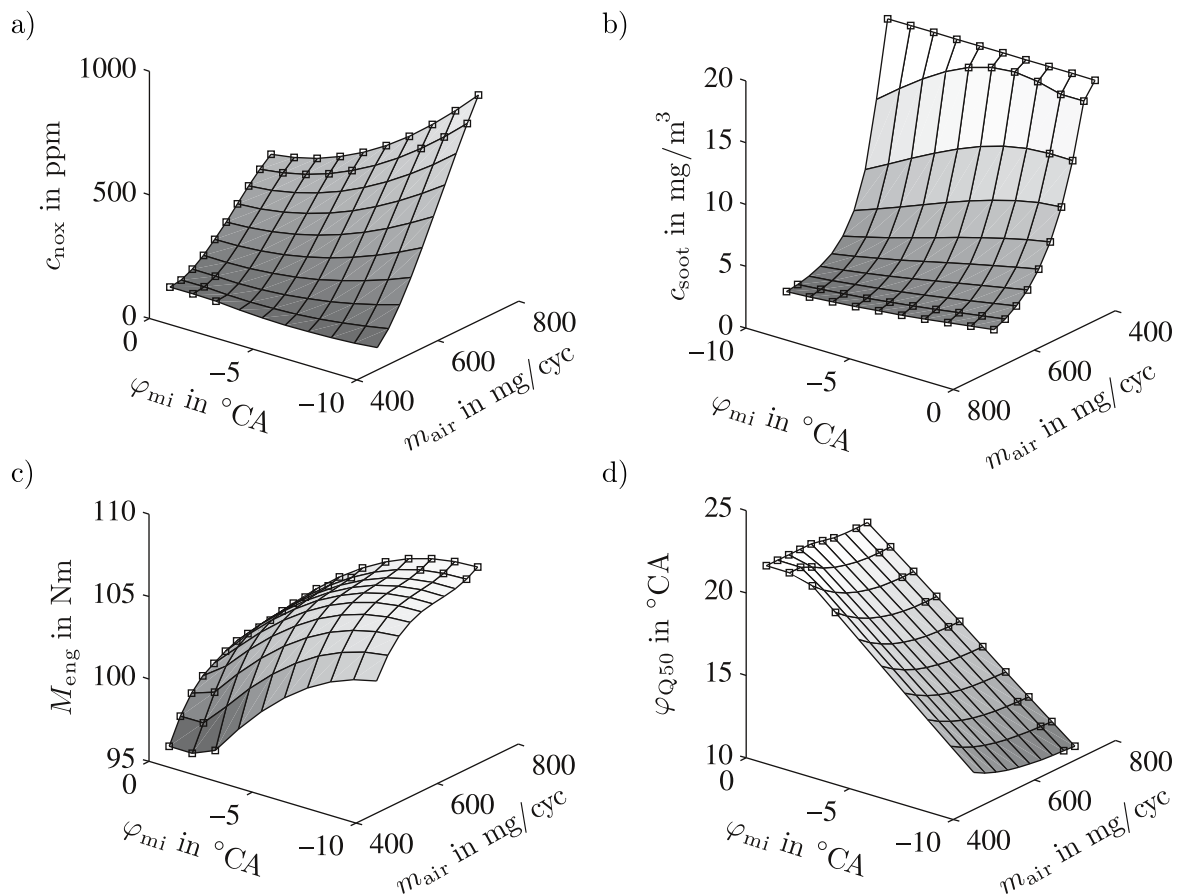 a)
1000
500
0
c_nox in ppm
0
−5
−10
φ_mi in °CA
400
600
800
m_air in mg/cyc
b)
20
15
10
5
0
c_soot in mg/m³
−10
−5
0
φ_mi in °CA
800
600
400
m_air in mg/cyc
c)
110
105
100
95
M_eng in Nm
0
−5
−10
φ_mi in °CA
400
600
800
m_air in mg/cyc
d)
25
20
15
10
φ_Q50 in °CA
0
−5
−10
φ_mi in °CA
400
600
800
m_air in mg/cyc